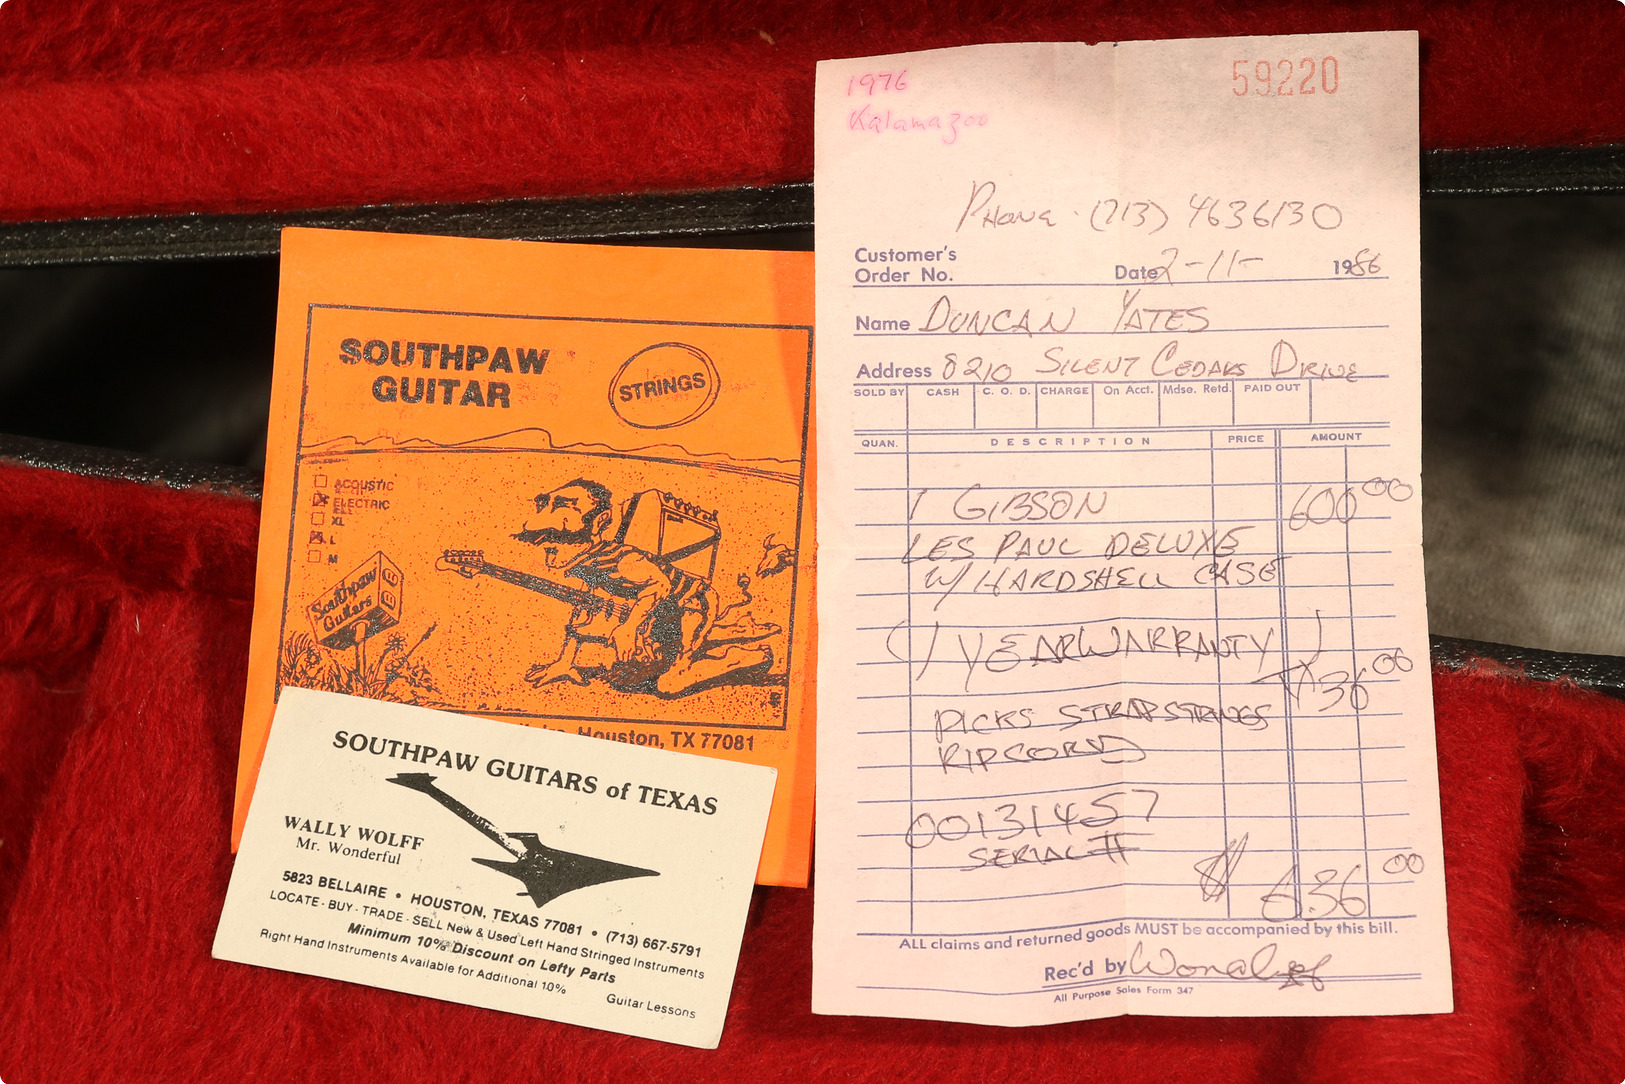 SOUTHPAW
GUITAR
STRINGS
ACOUSTIC
ELECTRIC
XL
L
M
Southpaw
Guitars
Houston, TX 77081
SOUTHPAW GUITARS of TEXAS
WALLY WOLFF
Mr. Wonderful
5823 BELLAIRE • HOUSTON, TEXAS 77081 • (713) 667-5791
LOCATE - BUY - TRADE - SELL New & Used Left Hand Stringed Instruments
Minimum 10% Discount on Lefty Parts
Right Hand Instruments Available for Additional 10%
Guitar Lessons
1976
Kalamazoo
59220
PHONE - (713) 4636130
Customer's
Order No.
Date 2-11- 1986
Name DUNCAN YATES
Address 8210 SILENT CEDARS DRIVE
SOLD BY CASH C. O. D. CHARGE On Acct. Mdse. Retd. PAID OUT
QUAN. DESCRIPTION PRICE AMOUNT
1 GIBSON 600 00
LES PAUL DELUXE
W/ HARDSHELL CASE
(1 YEAR WARRANTY)
TX 36 00
PICKS STRAP STRINGS
RIPCORD
00131457
SERIAL #
$ 636 00
ALL claims and returned goods MUST be accompanied by this bill.
Rec'd by
All Purpose Sales Form 347